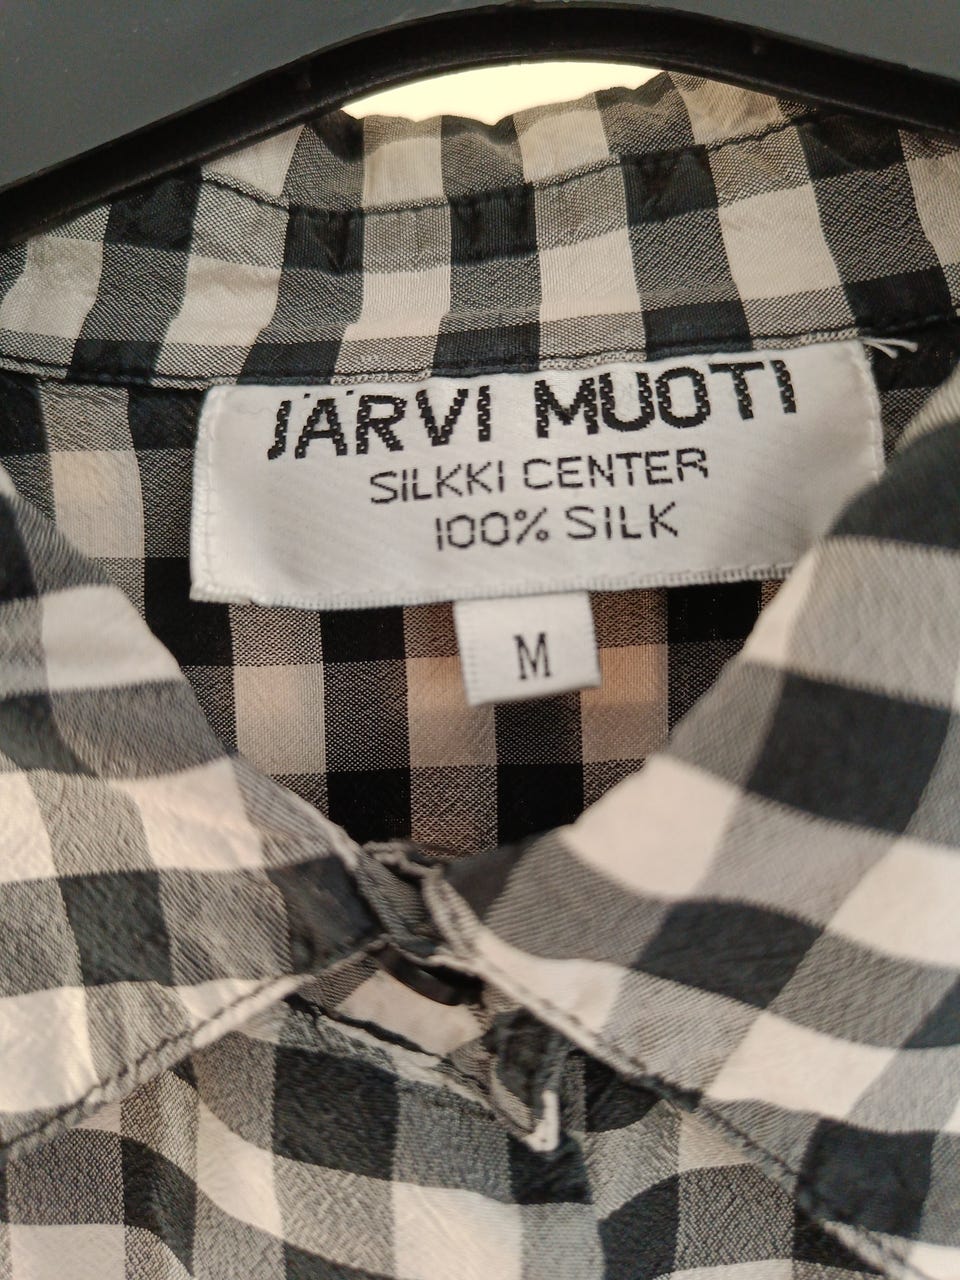 JÄRVI MUOTI
SILKKI CENTER
100% SILK
M